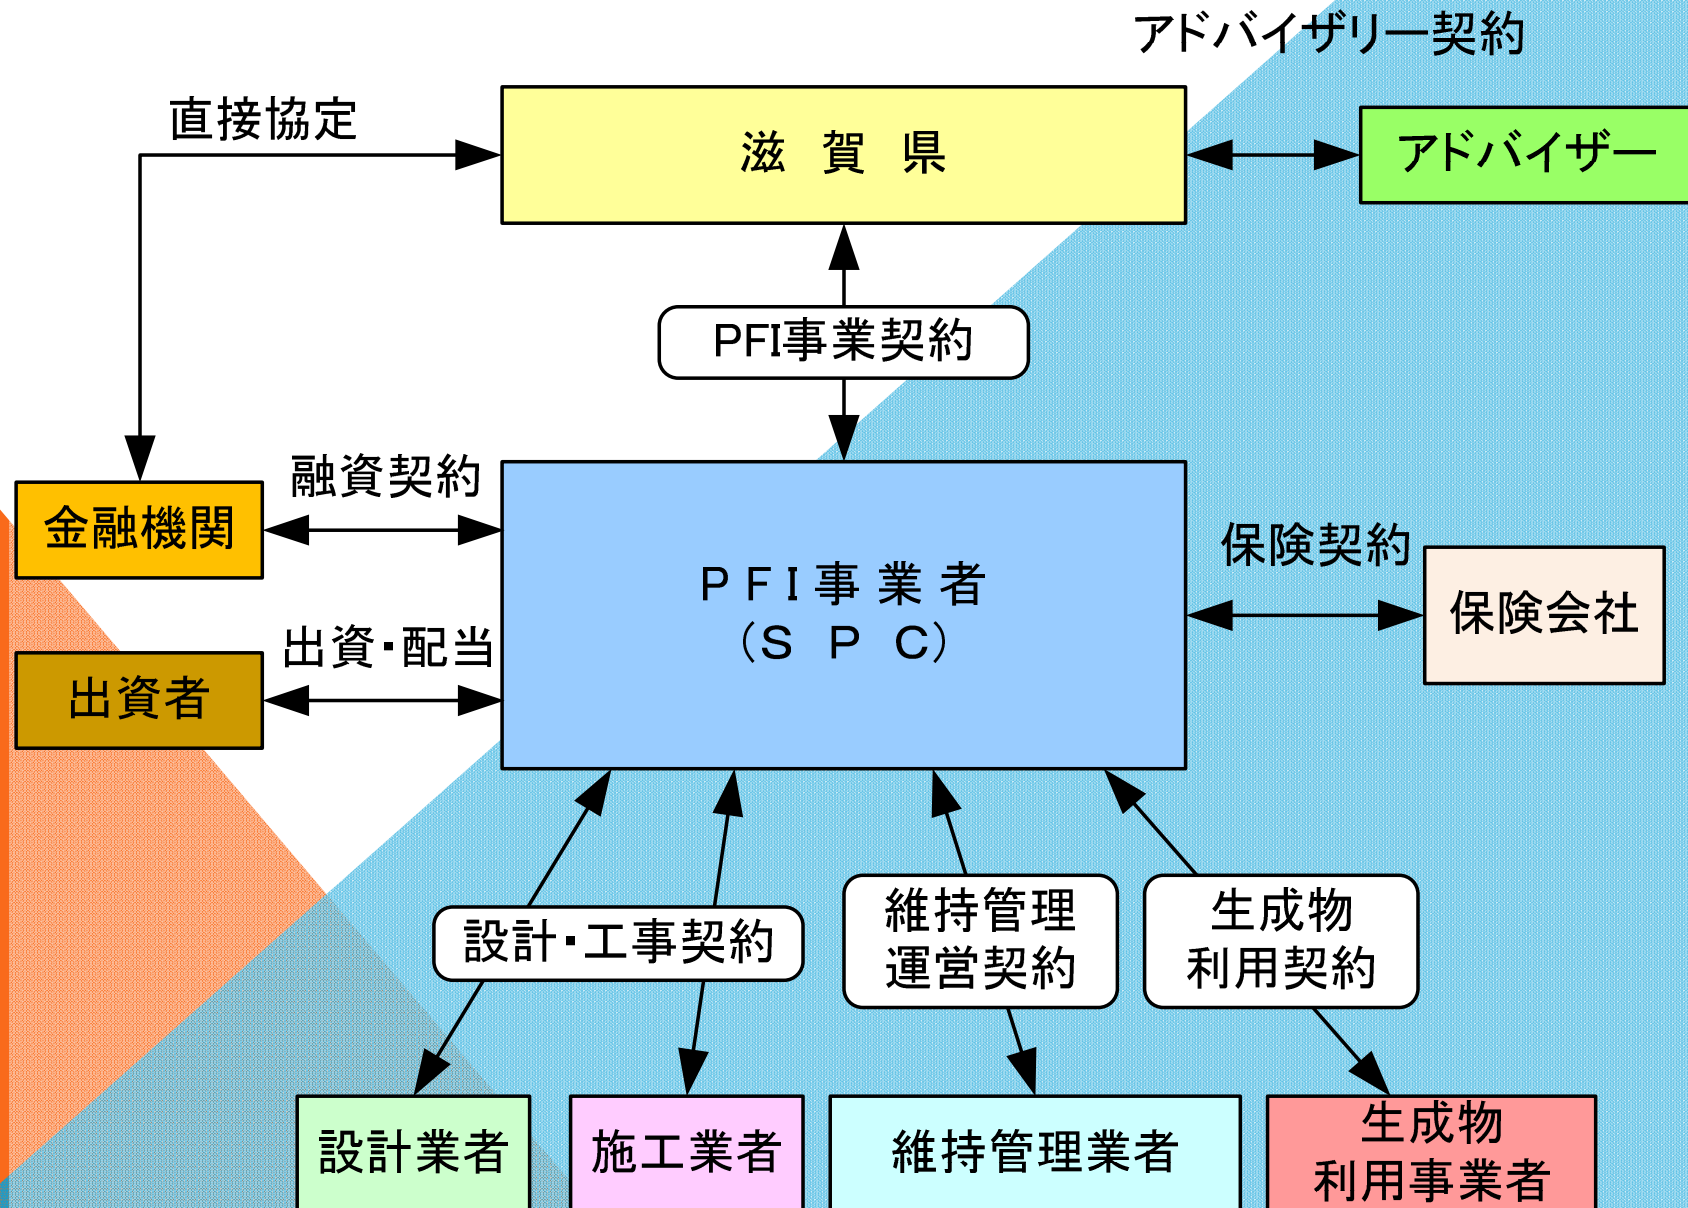 アドバイザリー契約
直接協定
滋 賀 県
アドバイザー
PFI事業契約
融資契約
金融機関
PFI事業者
(S P C)
保険契約
保険会社
出資・配当
出資者
設計・工事契約
維持管理
運営契約
生成物
利用契約
設計業者
施工業者
維持管理業者
生成物
利用事業者